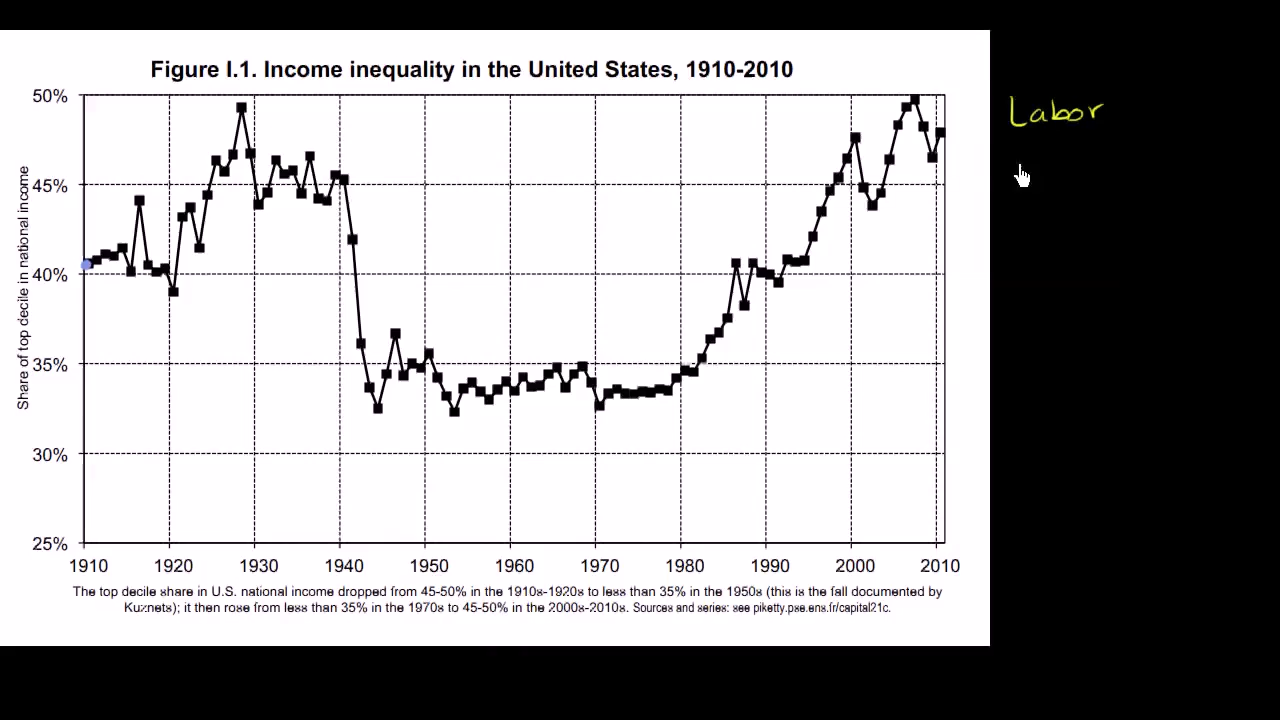 Figure I.1. Income inequality in the United States, 1910-2010
Labor
Share of top decile in national income
50%
45%
40%
35%
30%
25%
1910 1920 1930 1940 1950 1960 1970 1980 1990 2000 2010
The top decile share in U.S. national income dropped from 45-50% in the 1910s-1920s to less than 35% in the 1950s (this is the fall documented by
Kuznets); it then rose from less than 35% in the 1970s to 45-50% in the 2000s-2010s. Sources and series: see piketty.pse.ens.fr/capital21c.